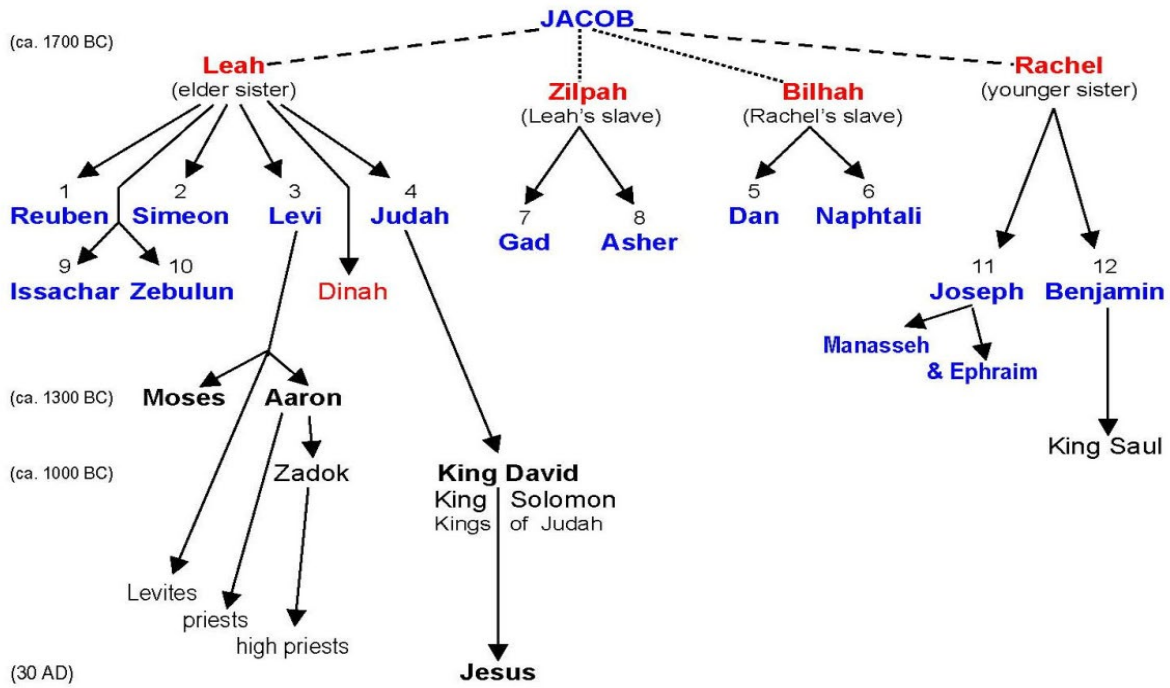 JACOB
(ca. 1700 BC)
Leah
(elder sister)
Zilpah
(Leah's slave)
Bilhah
(Rachel's slave)
Rachel
(younger sister)
1
Reuben
2
Simeon
3
Levi
4
Judah
7
Gad
8
Asher
5
Dan
6
Naphtali
9
Issachar
10
Zebulun
Dinah
11
Joseph
12
Benjamin
Manasseh
& Ephraim
(ca. 1300 BC)
Moses
Aaron
(ca. 1000 BC)
Zadok
King David
King Solomon
Kings of Judah
King Saul
Levites
priests
high priests
(30 AD)
Jesus